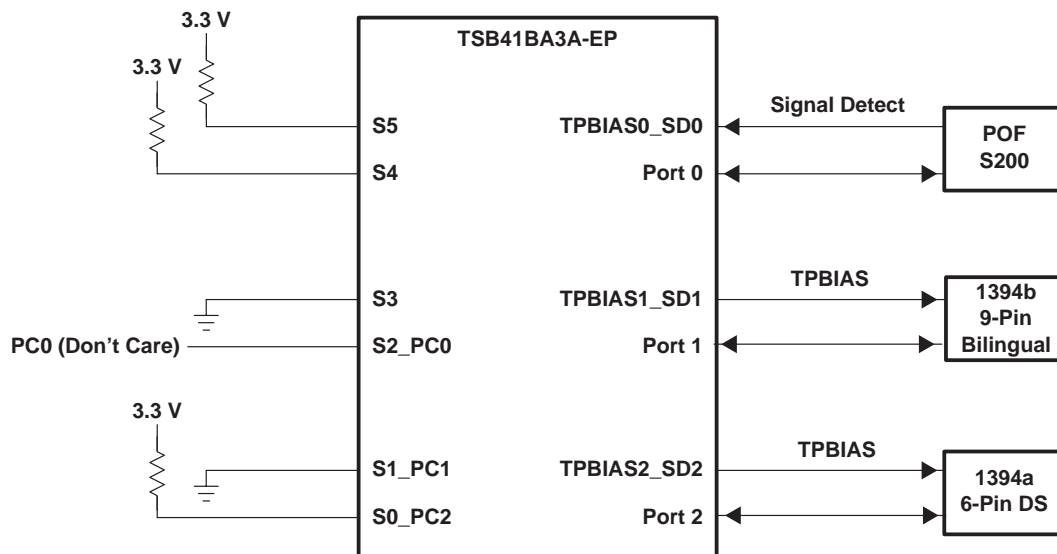 TSB41BA3A-EP
3.3 V
3.3 V
S5
S4
S3
PC0 (Don't Care)
S2_PC0
3.3 V
S1_PC1
S0_PC2
TPBIAS0_SD0
Signal Detect
Port 0
POF
S200
TPBIAS1_SD1
TPBIAS
Port 1
1394b
9-Pin
Bilingual
TPBIAS2_SD2
TPBIAS
Port 2
1394a
6-Pin DS